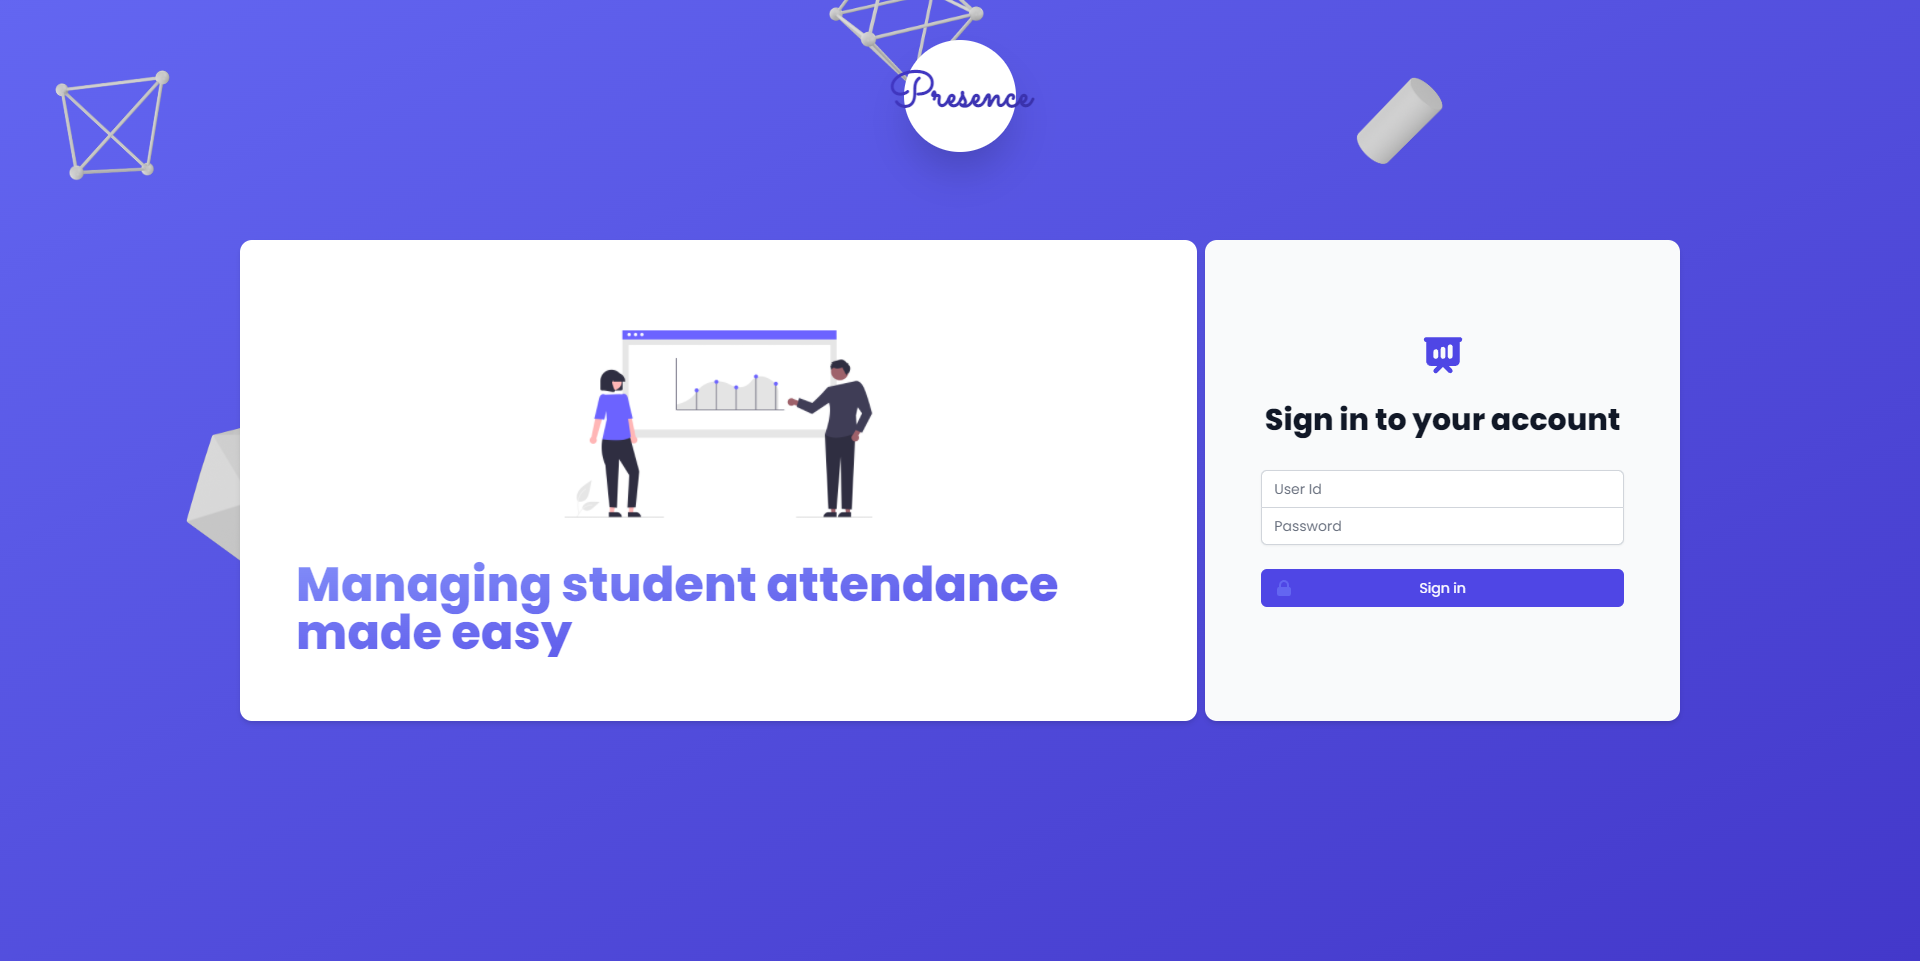 Presence
Managing student attendance
made easy
Sign in to your account
User Id
Password
Sign in